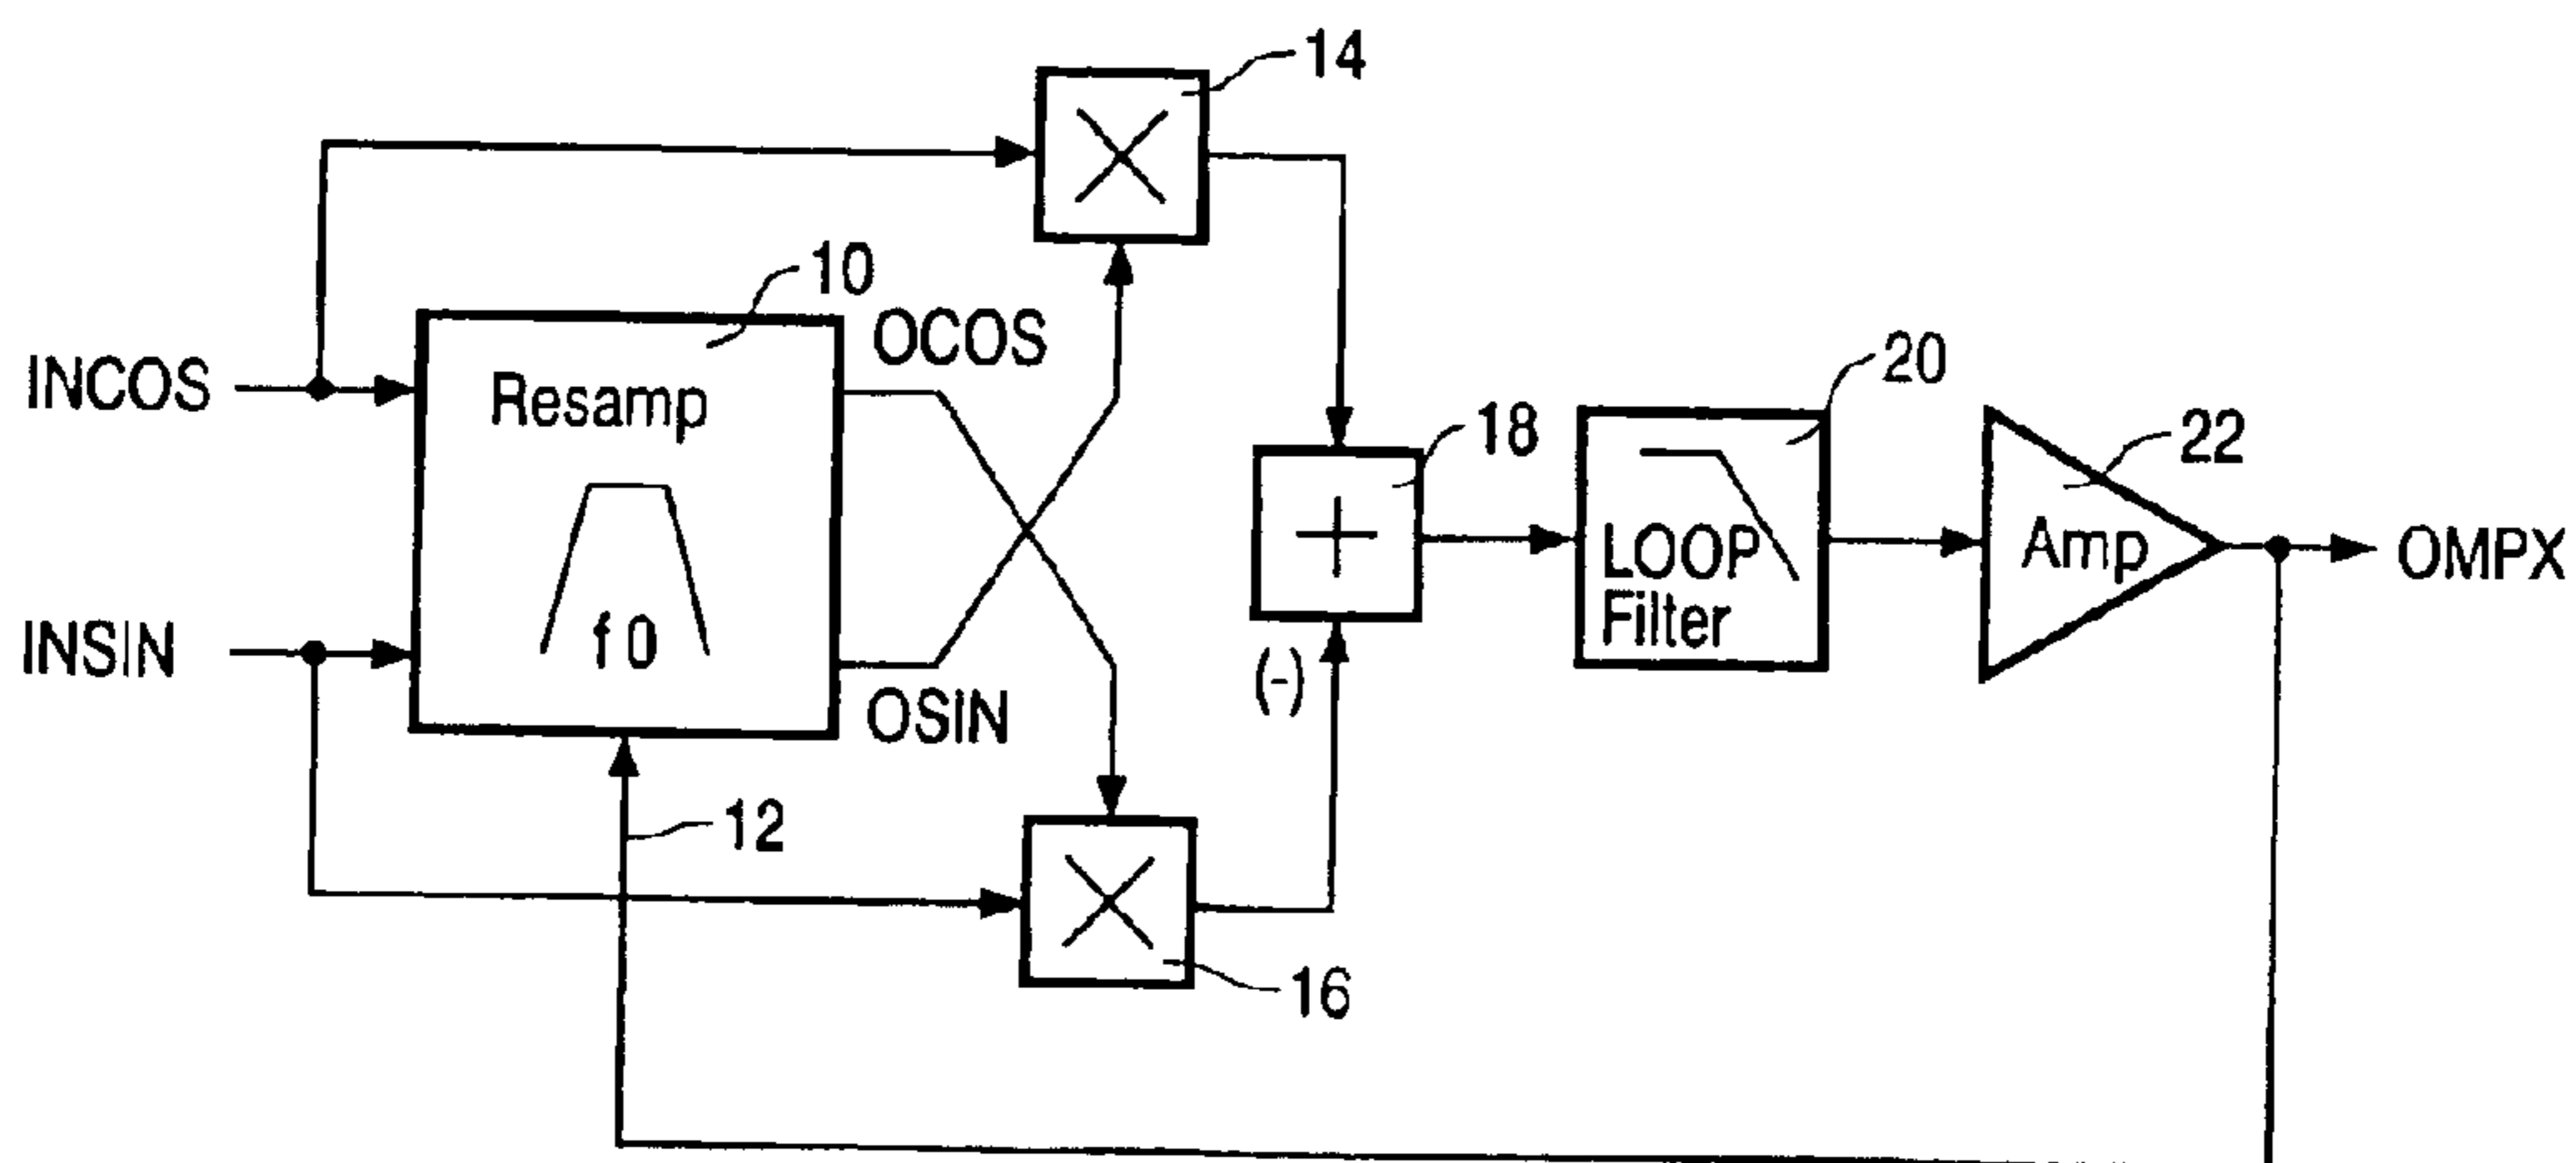 14
10
OCOS
INCOS
Resamp
f0
INSIN
OSIN
12
16
18
+
(-)
20
LOOP
Filter
22
Amp
OMPX